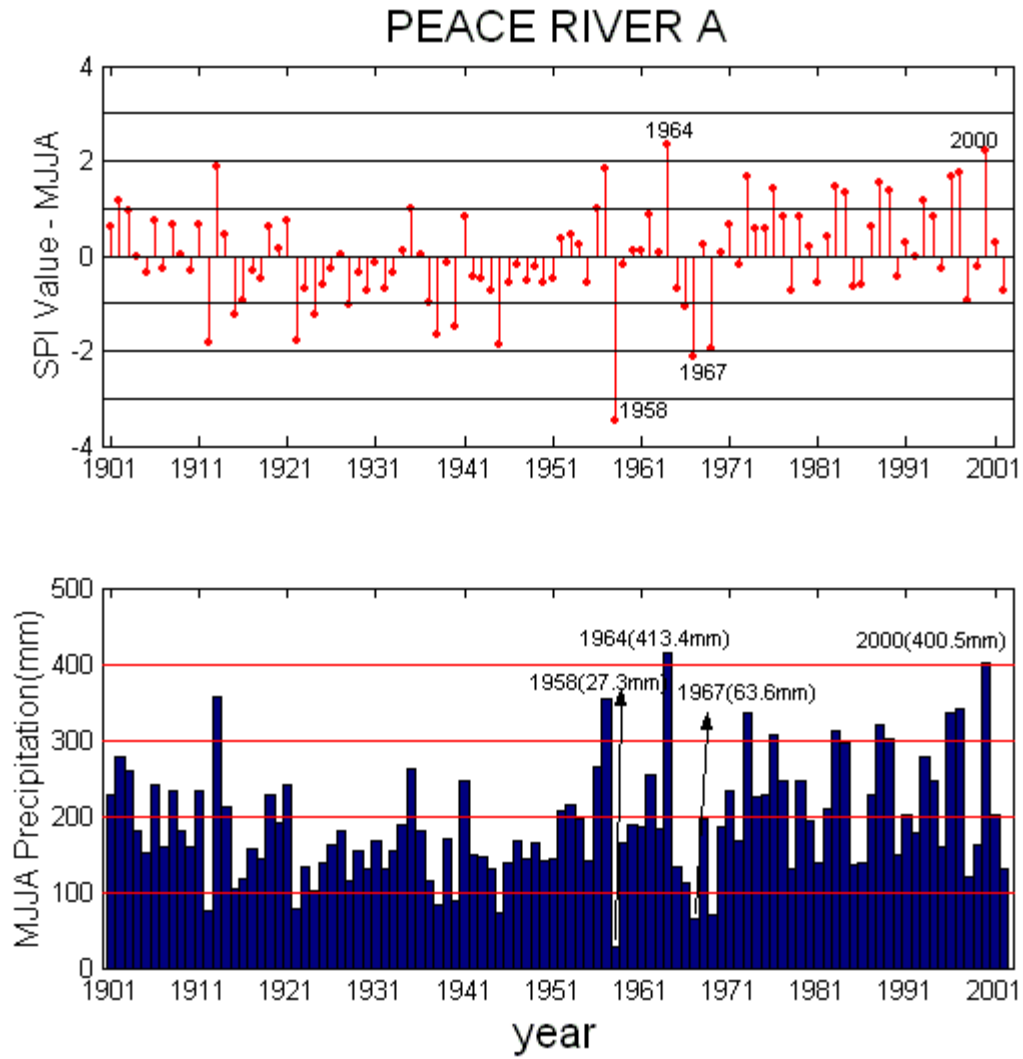 PEACE RIVER A
4
2
0
-2
-4
SPI Value - MJJA
1964
2000
1967
1958
1901 1911 1921 1931 1941 1951 1961 1971 1981 1991 2001
500
400
300
200
100
0
MJJA Precipitation(mm)
1964(413.4mm)
2000(400.5mm)
1958(27.3mm)
1967(63.6mm)
1901 1911 1921 1931 1941 1951 1961 1971 1981 1991 2001
year